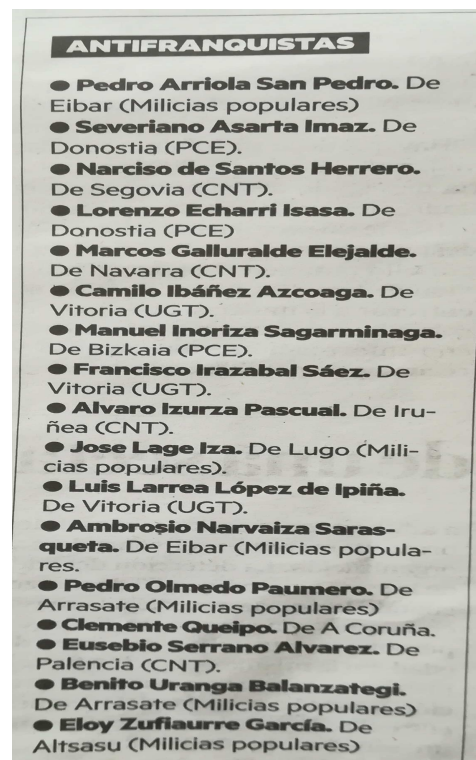 ANTIFRANQUISTAS
● Pedro Arriola San Pedro. De
Eibar (Milicias populares)
● Severiano Asarta Imaz. De
Donostia (PCE).
● Narciso de Santos Herrero.
De Segovia (CNT).
● Lorenzo Echarri Isasa. De
Donostia (PCE)
● Marcos Galluralde Elejalde.
De Navarra (CNT).
● Camilo Ibáñez Azcoaga. De
Vitoria (UGT).
● Manuel Inoriza Sagarminaga.
De Bizkaia (PCE).
● Francisco Irazabal Sáez. De
Vitoria (UGT).
● Alvaro Izurza Pascual. De Iru-
ñea (CNT).
● Jose Lage Iza. De Lugo (Mili-
cias populares).
● Luis Larrea López de Ipiña.
De Vitoria (UGT).
● Ambrosio Narvaiza Saras-
queta. De Eibar (Milicias popula-
res.
● Pedro Olmedo Paumero. De
Arrasate (Milicias populares)
● Clemente Queipo. De A Coruña.
● Eusebio Serrano Alvarez. De
Palencia (CNT).
● Benito Uranga Balanzategi.
De Arrasate (Milicias populares)
● Eloy Zufiaurre García. De
Altsasu (Milicias populares)